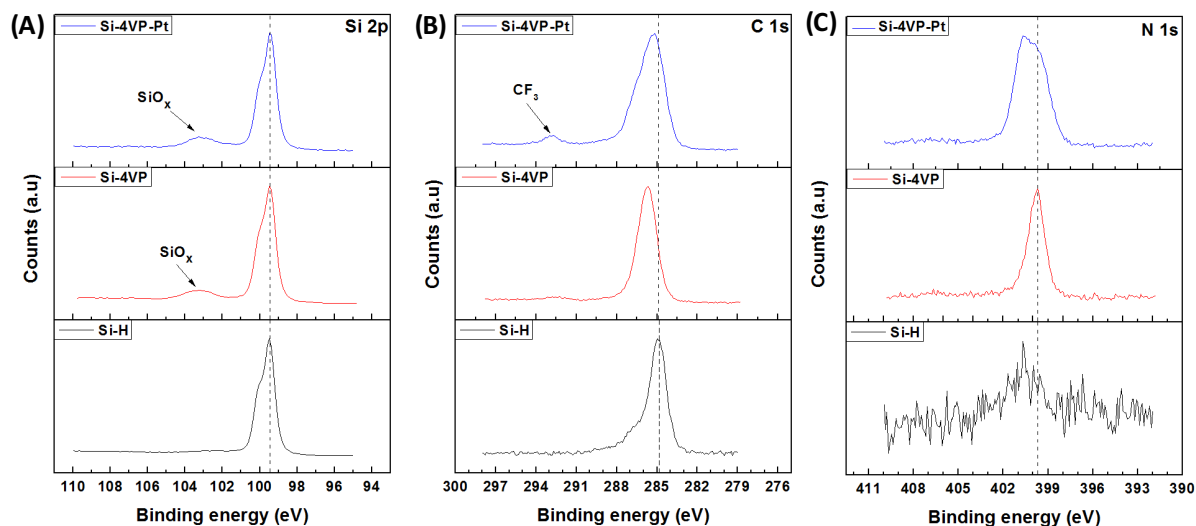 (A)
Si-4VP-Pt
Si 2p
SiOX
Si-4VP
SiOX
Si-H
Counts (a.u)
110 108 106 104 102 100 98 96 94
Binding energy (eV)
(B)
Si-4VP-Pt
C 1s
CF3
Si-4VP
Si-H
Counts (a.u)
300 297 294 291 288 285 282 279 276
Binding energy (eV)
(C)
Si-4VP-Pt
N 1s
Si-4VP
Si-H
Counts (a.u)
411 408 405 402 399 396 393 390
Binding energy (eV)